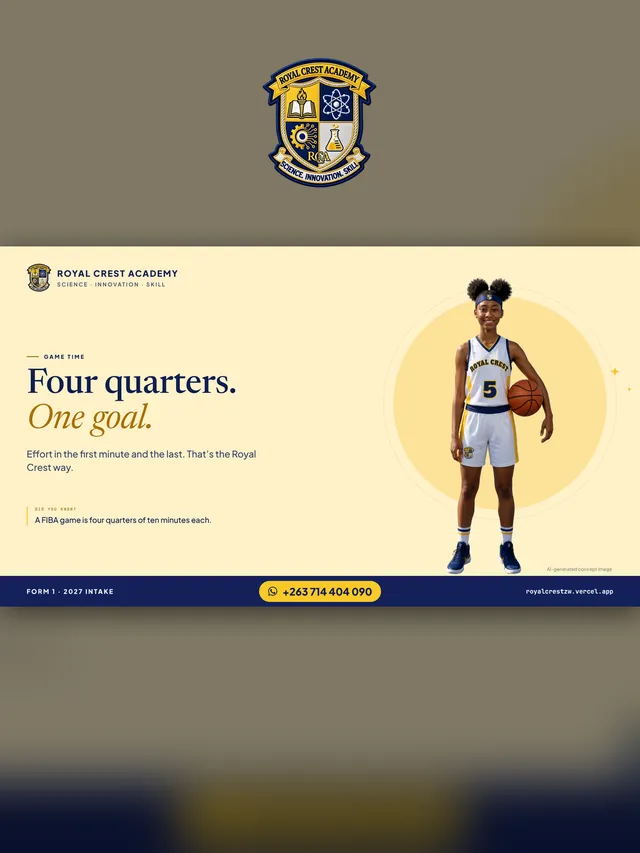 ROYAL CREST ACADEMY
RCA
SCIENCE, INNOVATION, SKILL
ROYAL CREST ACADEMY
SCIENCE · INNOVATION · SKILL
GAME TIME
Four quarters.
One goal.
Effort in the first minute and the last. That's the Royal
Crest way.
DID YOU KNOW?
A FIBA game is four quarters of ten minutes each.
ROYAL CREST
5
AI-generated concept image
FORM 1 · 2027 INTAKE
+263 714 404 090
royalcrestzw.vercel.app